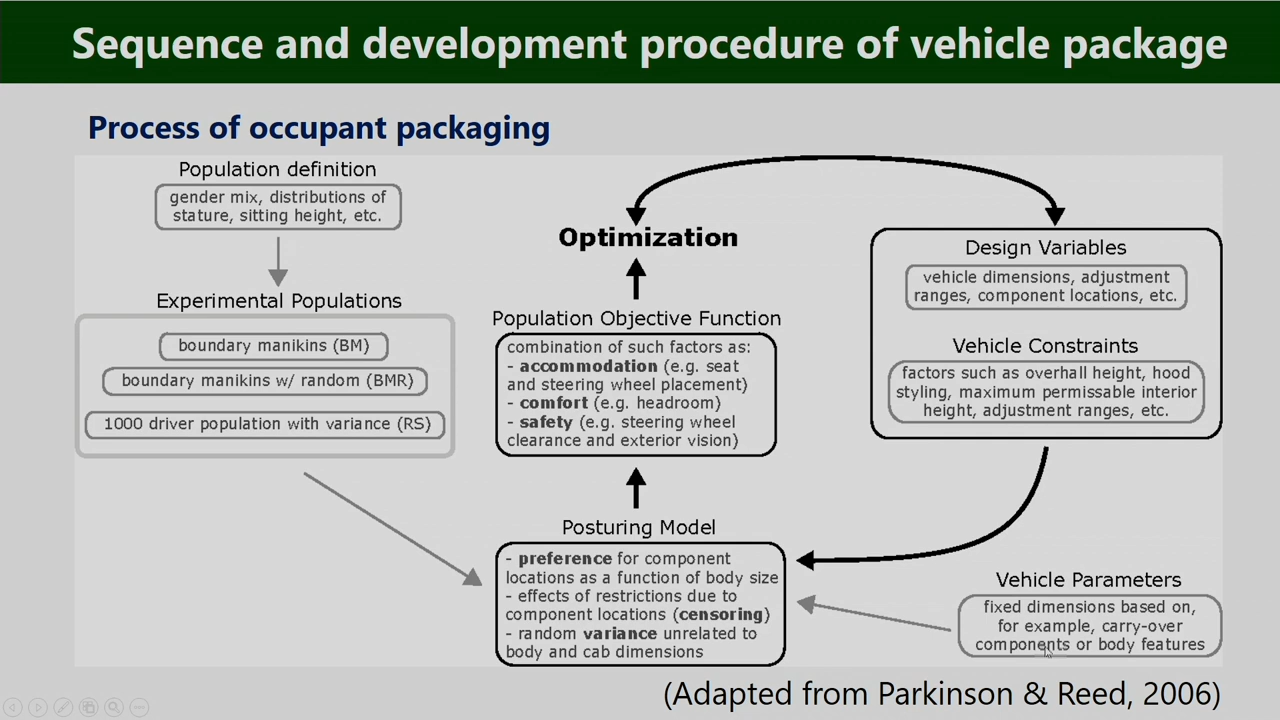 Sequence and development procedure of vehicle package
Process of occupant packaging
Population definition
gender mix, distributions of
stature, sitting height, etc.
Experimental Populations
boundary manikins (BM)
boundary manikins w/ random (BMR)
1000 driver population with variance (RS)
Optimization
Population Objective Function
combination of such factors as:
- accommodation (e.g. seat
and steering wheel placement)
- comfort (e.g. headroom)
- safety (e.g. steering wheel
clearance and exterior vision)
Posturing Model
- preference for component
locations as a function of body size
- effects of restrictions due to
component locations (censoring)
- random variance unrelated to
body and cab dimensions
Design Variables
vehicle dimensions, adjustment
ranges, component locations, etc.
Vehicle Constraints
factors such as overhall height, hood
styling, maximum permissable interior
height, adjustment ranges, etc.
Vehicle Parameters
fixed dimensions based on,
for example, carry-over
components or body features
(Adapted from Parkinson & Reed, 2006)